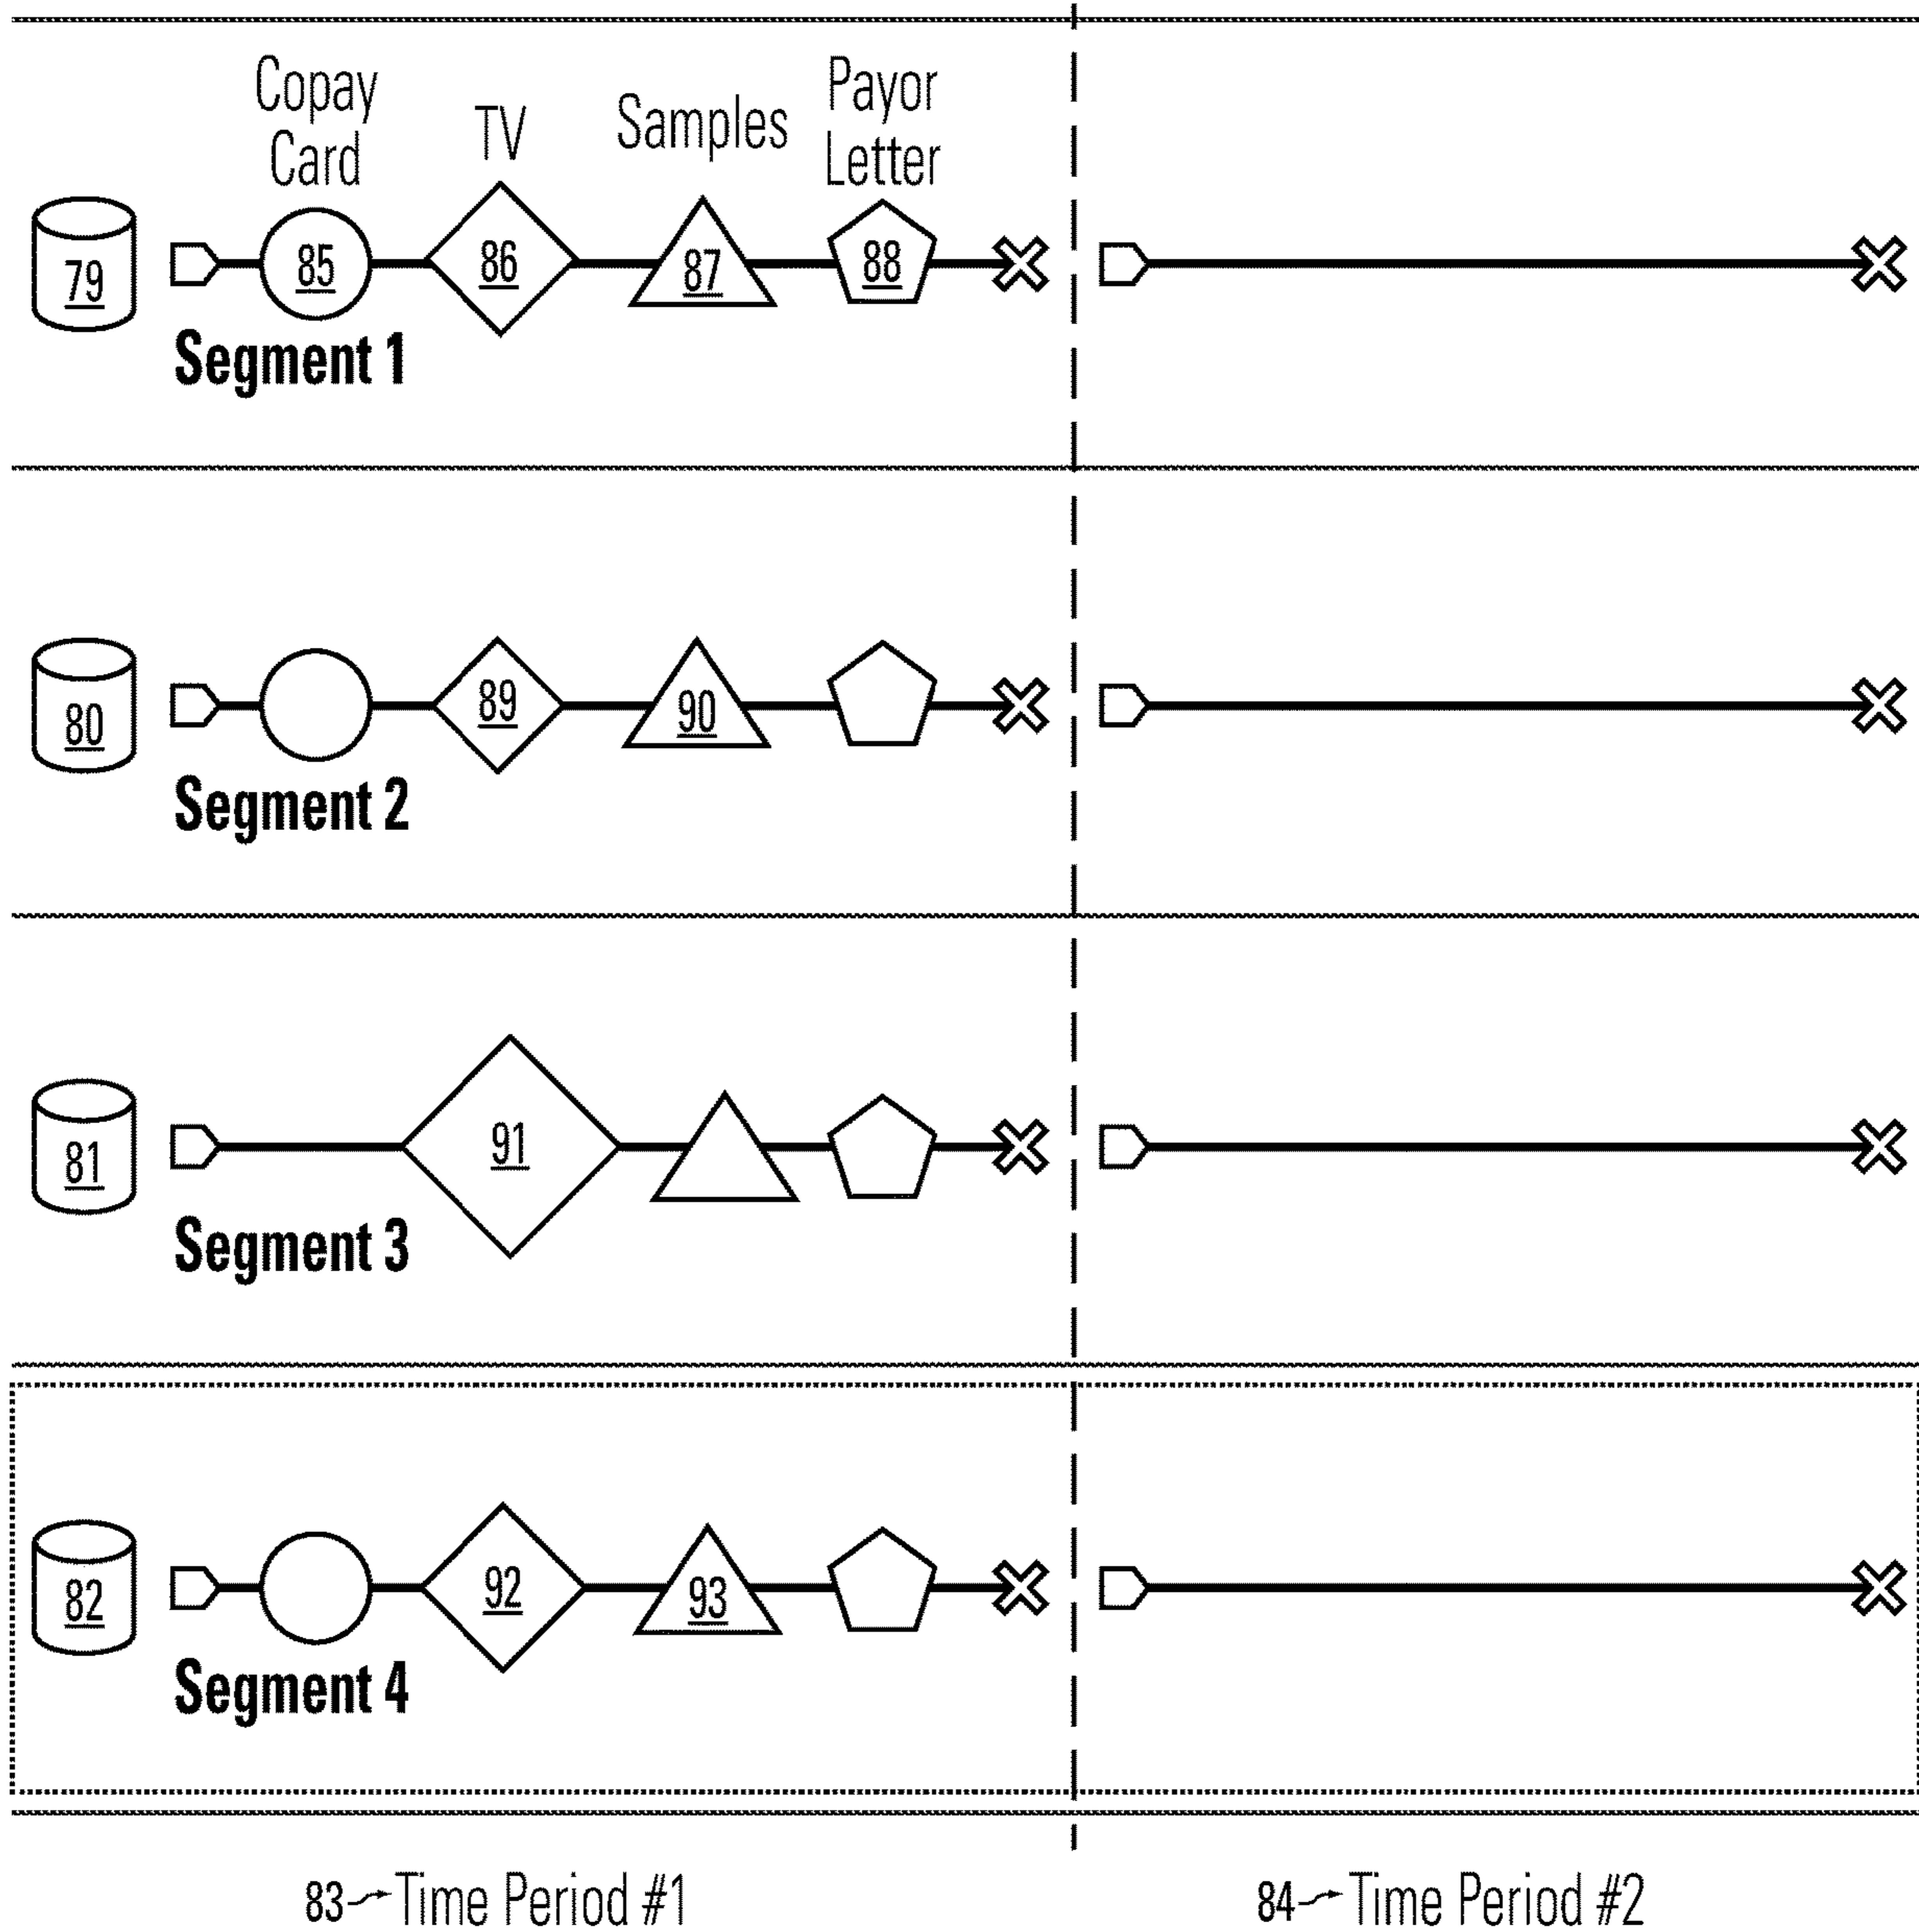 Copay
Card
TV
Samples
Payor
Letter
79
85
86
87
88
Segment 1
80
89
90
Segment 2
81
91
Segment 3
82
92
93
Segment 4
83 Time Period #1
84 Time Period #2